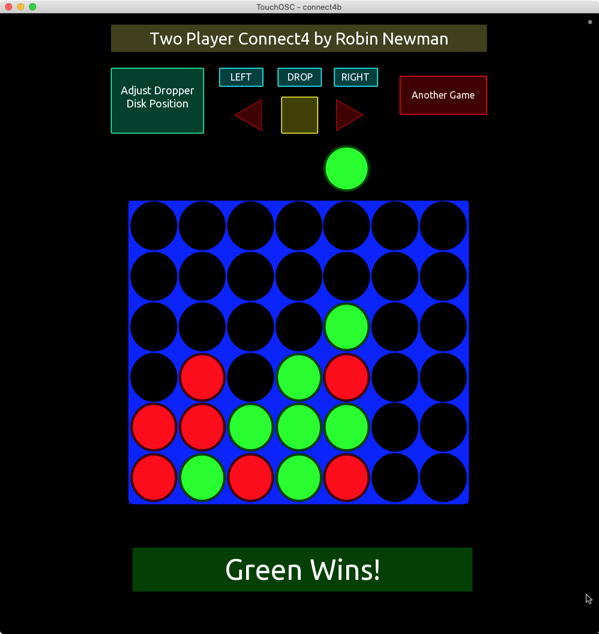 TouchOSC - connect4b
Two Player Connect4 by Robin Newman
Adjust Dropper
Disk Position
LEFT
DROP
RIGHT
Another Game
Green Wins!